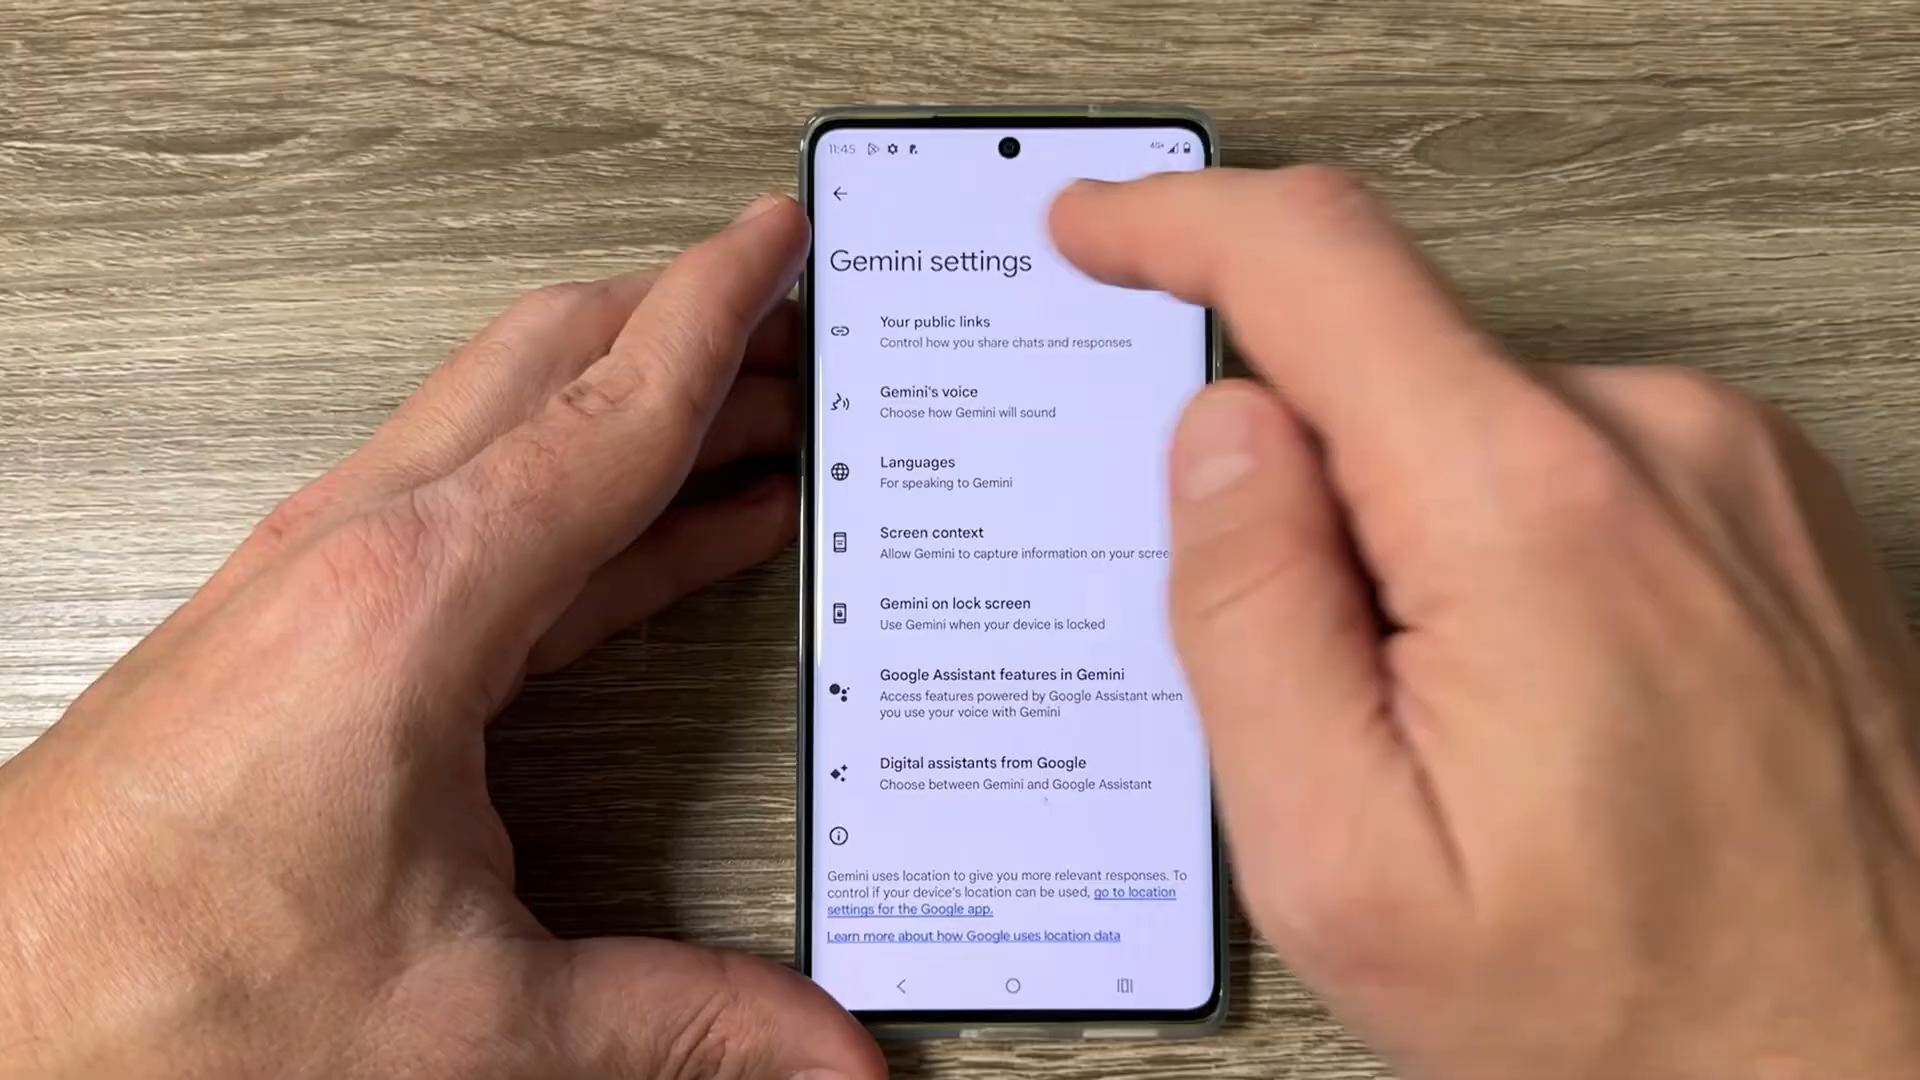 11:45
4G+
Gemini settings
Your public links
Control how you share chats and responses
Gemini's voice
Choose how Gemini will sound
Languages
For speaking to Gemini
Screen context
Allow Gemini to capture information on your scree
Gemini on lock screen
Use Gemini when your device is locked
Google Assistant features in Gemini
Access features powered by Google Assistant when
you use your voice with Gemini
Digital assistants from Google
Choose between Gemini and Google Assistant
Gemini uses location to give you more relevant responses. To
control if your device's location can be used, go to location
settings for the Google app.
Learn more about how Google uses location data